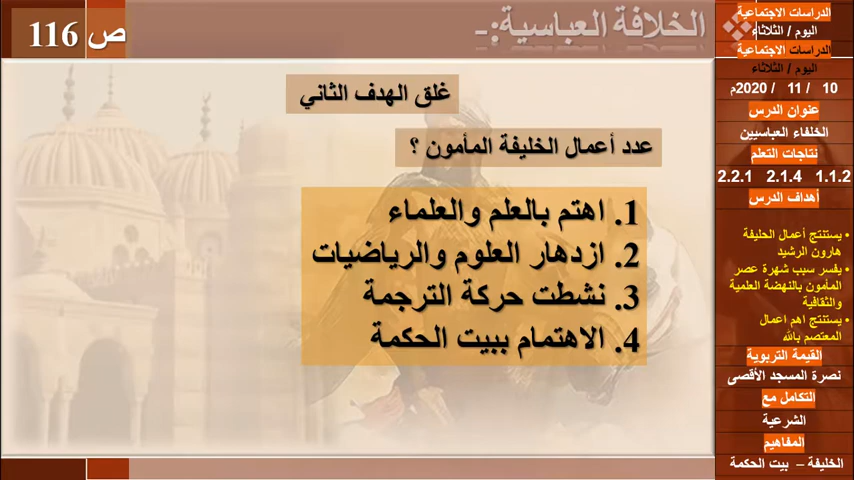 الخلافة العباسية:-
ص 116
غلق الهدف الثاني
عدد أعمال الخليفة المأمون ؟
1. اهتم بالعلم والعلماء
2. ازدهار العلوم والرياضيات
3. نشطت حركة الترجمة
4. الاهتمام ببيت الحكمة
الدراسات الاجتماعية
اليوم / الثلاثاء
الدراسات الاجتماعية
اليوم / الثلاثاء
10 / 11 / 2020م
عنوان الدرس
الخلفاء العباسيين
نتاجات التعلم
1.1.2 2.1.4 2.2.1
أهداف الدرس
• يستنتج أعمال الحليفة
هارون الرشيد
• يفسر سبب شهرة عصر
المأمون بالنهضة العلمية
والثقافية
• يستنتج اهم اعمال
المعتصم بالله
القيمة التربوية
نصرة المسجد الأقصى
التكامل مع
الشرعية
المفاهيم
الخليفة – بيت الحكمة